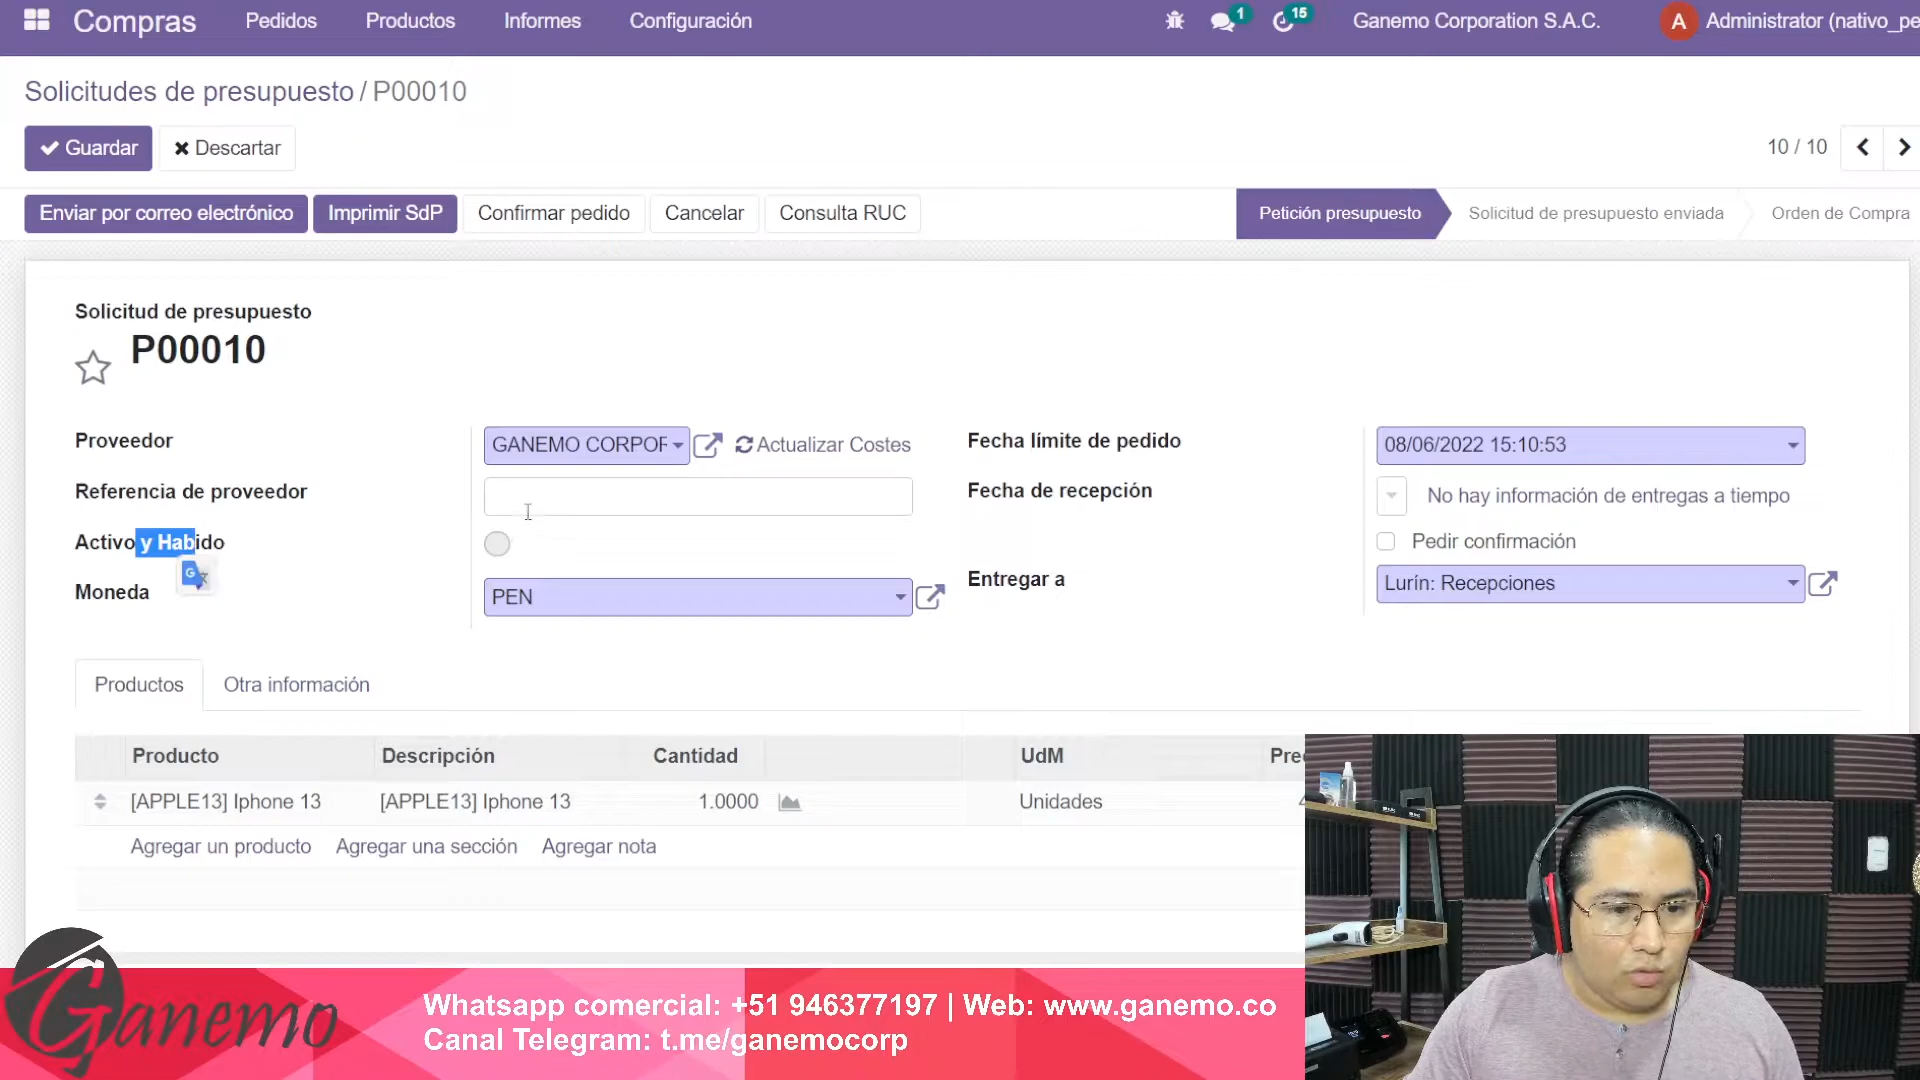 Compras Pedidos Productos Informes Configuración 1 15 Ganemo Corporation S.A.C. A Administrator (nativo_pe
Solicitudes de presupuesto / P00010
Guardar Descartar 10 / 10
Enviar por correo electrónico Imprimir SdP Confirmar pedido Cancelar Consulta RUC Petición presupuesto Solicitud de presupuesto enviada Orden de Compra
Solicitud de presupuesto
P00010
Proveedor GANEMO CORPOR Actualizar Costes Fecha límite de pedido 08/06/2022 15:10:53
Referencia de proveedor Fecha de recepción No hay información de entregas a tiempo
Activo y Habido Pedir confirmación
Moneda PEN Entregar a Lurín: Recepciones
Productos Otra información
Producto Descripción Cantidad UdM Prec
[APPLE13] Iphone 13 [APPLE13] Iphone 13 1.0000 Unidades
Agregar un producto Agregar una sección Agregar nota
Ganemo
Whatsapp comercial: +51 946377197 | Web: www.ganemo.co
Canal Telegram: t.me/ganemocorp